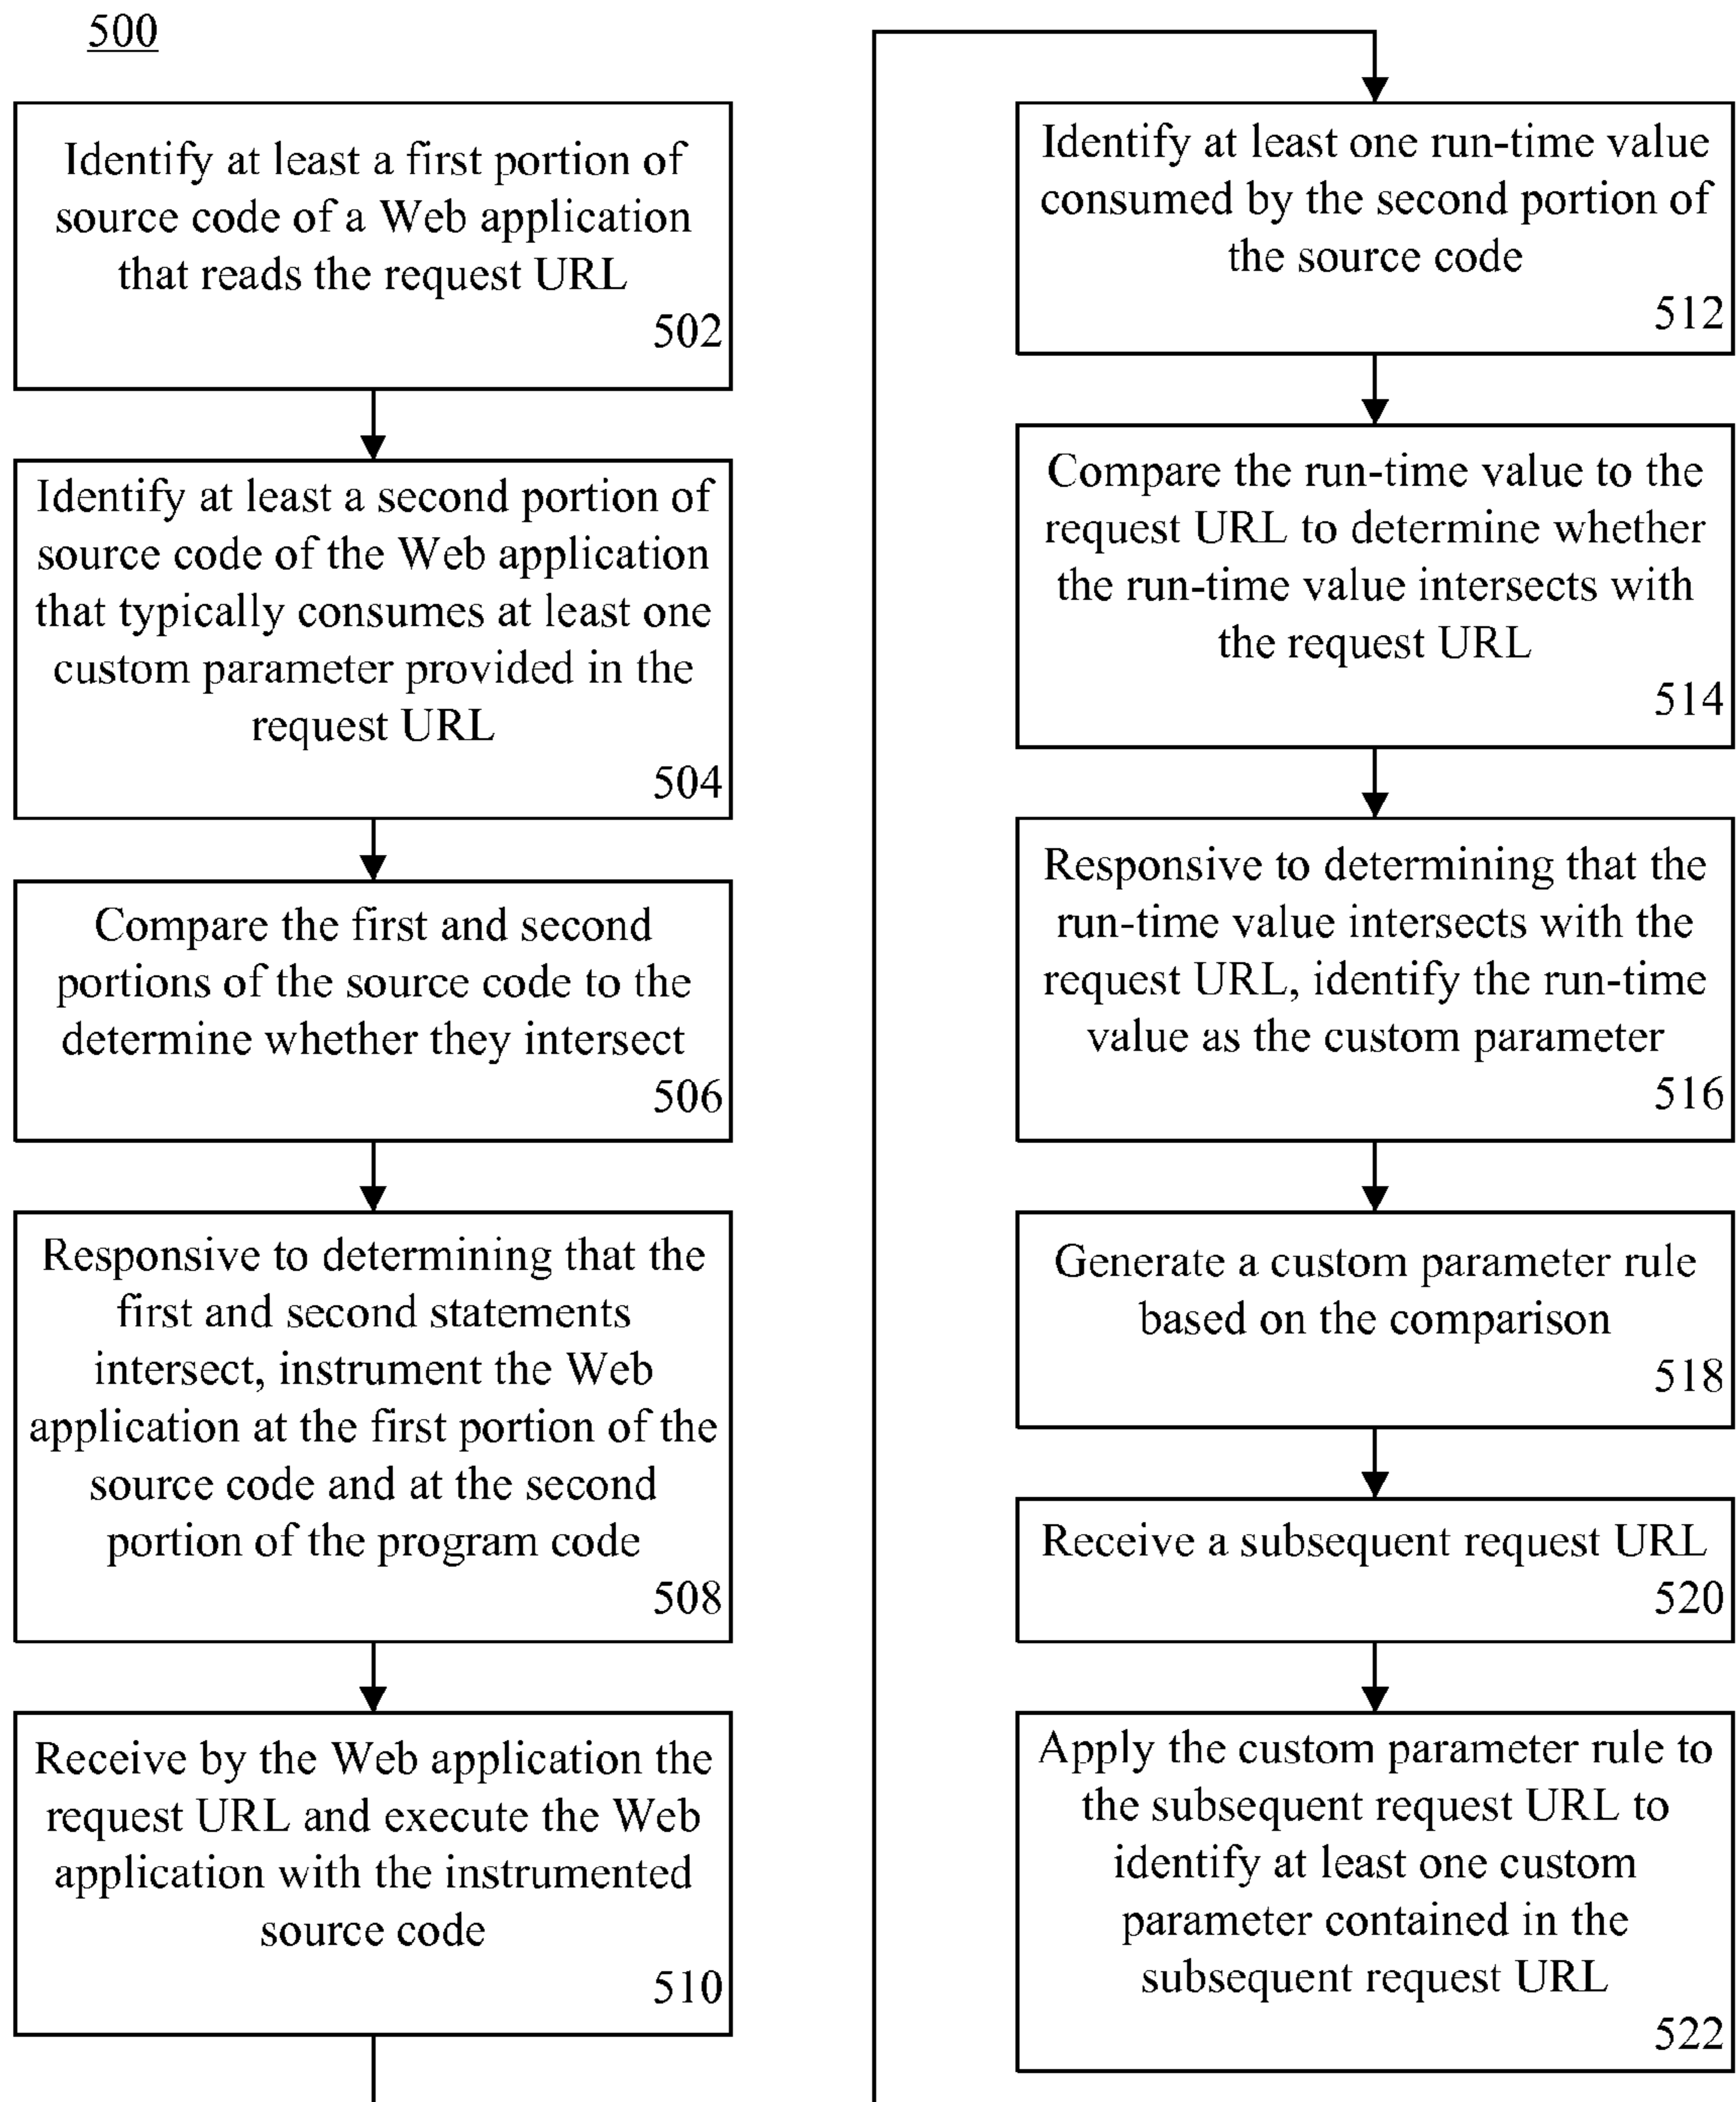 500
Identify at least a first portion of
source code of a Web application
that reads the request URL
502
Identify at least a second portion of
source code of the Web application
that typically consumes at least one
custom parameter provided in the
request URL
504
Compare the first and second
portions of the source code to the
determine whether they intersect
506
Responsive to determining that the
first and second statements
intersect, instrument the Web
application at the first portion of the
source code and at the second
portion of the program code
508
Receive by the Web application the
request URL and execute the Web
application with the instrumented
source code
510
Identify at least one run-time value
consumed by the second portion of
the source code
512
Compare the run-time value to the
request URL to determine whether
the run-time value intersects with
the request URL
514
Responsive to determining that the
run-time value intersects with the
request URL, identify the run-time
value as the custom parameter
516
Generate a custom parameter rule
based on the comparison
518
Receive a subsequent request URL
520
Apply the custom parameter rule to
the subsequent request URL to
identify at least one custom
parameter contained in the
subsequent request URL
522